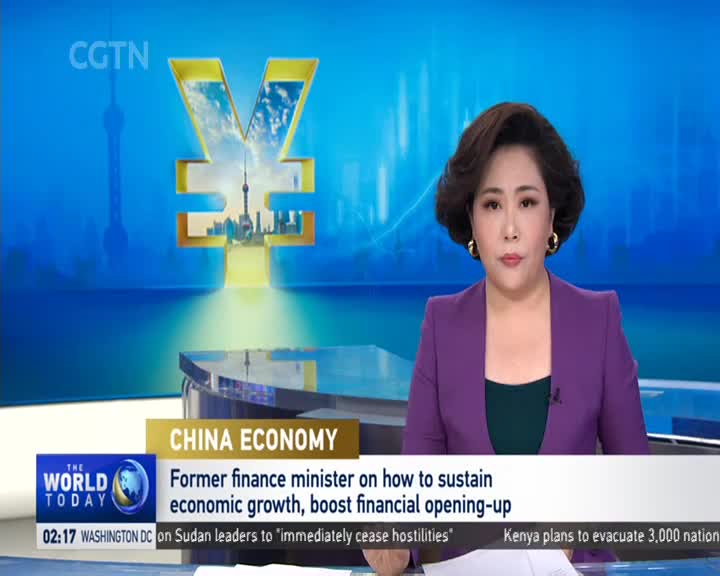 CGTN
CHINA ECONOMY
Former finance minister on how to sustain
economic growth, boost financial opening-up
THE
WORLD
TODAY
02:17 WASHINGTON DC
on Sudan leaders to "immediately cease hostilities" Kenya plans to evacuate 3,000 nation